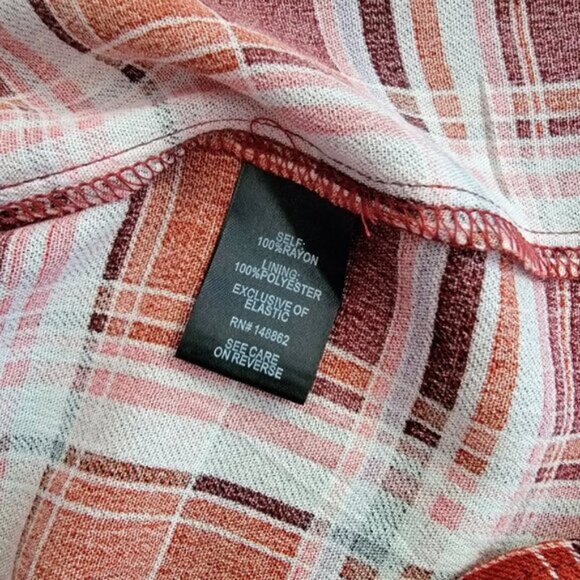 SELF:
100%RAYON
LINING:
100%POLYESTER
EXCLUSIVE OF
ELASTIC
RN# 148862
SEE CARE
ON REVERSE